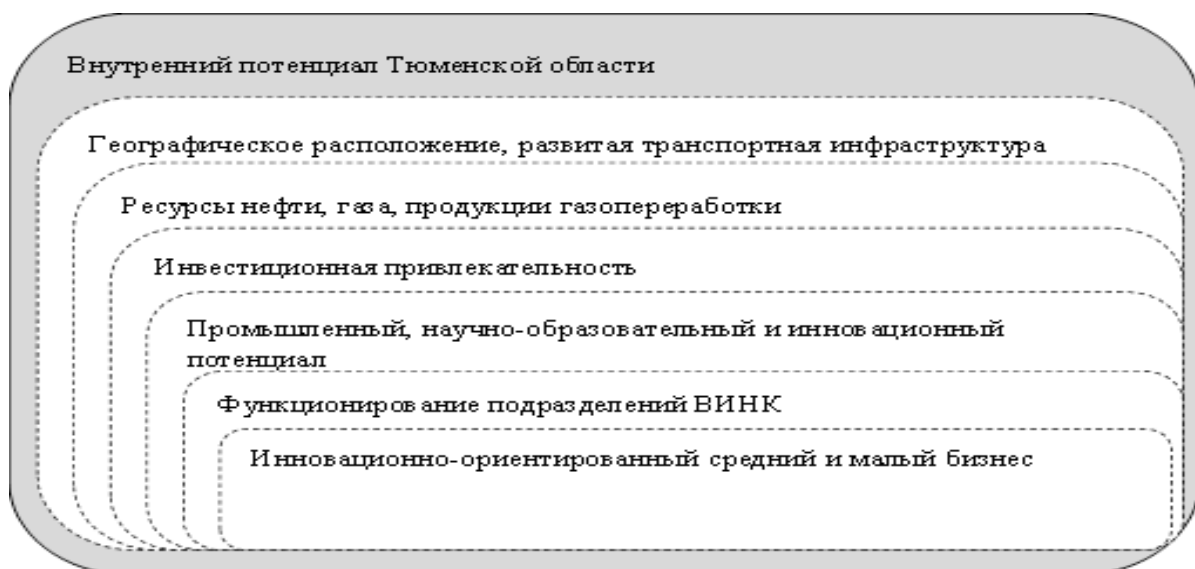 Внутренний потенциал Тюменской области
Географическое расположение, развитая транспортная инфраструктура
Ресурсы нефти, газа, продукции газопереработки
Инвестиционная привлекательность
Промышленный, научно-образовательный и инновационный
потенциал
Функционирование подразделений ВИНК
Инновационно-ориентированный средний и малый бизнес